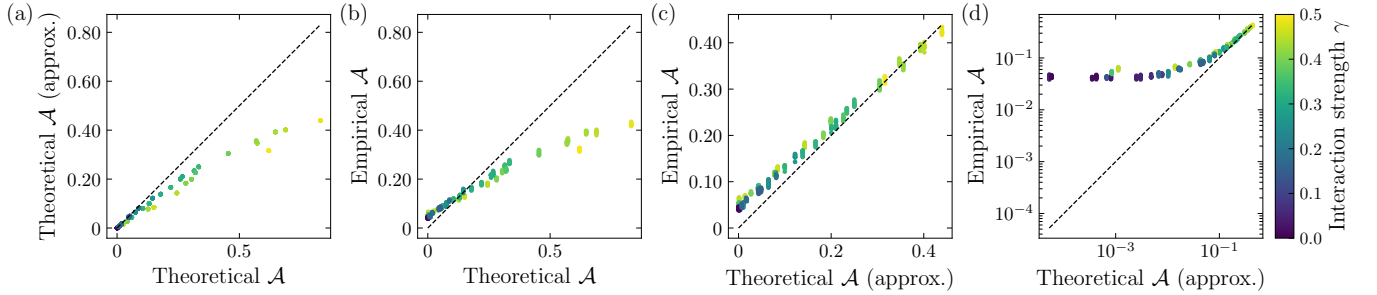 (a)
0.80
0.60
0.40
0.20
0
0
0.5
Theoretical 𝒜 (approx.)
Theoretical 𝒜
(b)
0.80
0.60
0.40
0.20
0
0
0.5
Empirical 𝒜
Theoretical 𝒜
(c)
0.40
0.30
0.20
0.10
0
0
0.2
0.4
Empirical 𝒜
Theoretical 𝒜 (approx.)
(d)
10⁻¹
10⁻²
10⁻³
10⁻⁴
10⁻³
10⁻¹
Empirical 𝒜
Theoretical 𝒜 (approx.)
0.5
0.4
0.3
0.2
0.1
0.0
Interaction strength γ